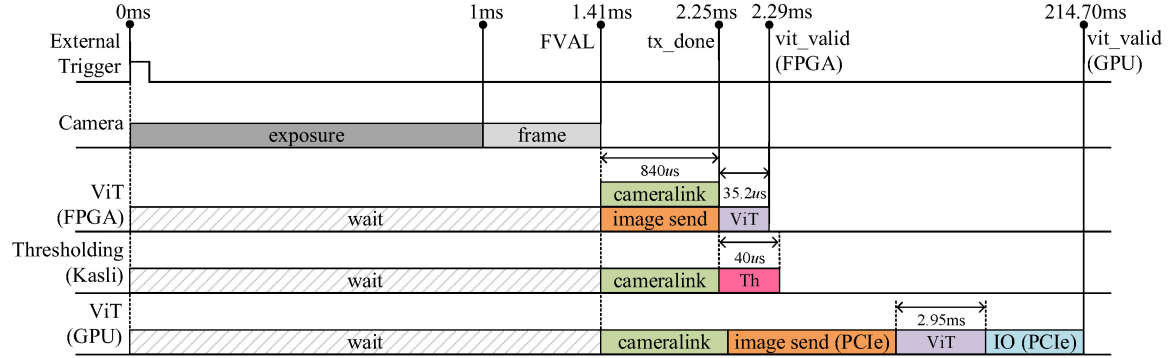 0ms 1ms 1.41ms 2.25ms 2.29ms 214.70ms
External
Trigger
FVAL
tx_done
vit_valid
(FPGA)
vit_valid
(GPU)
Camera
exposure
frame
840us
35.2us
ViT
(FPGA)
wait
cameralink
image send
ViT
Thresholding
(Kasli)
wait
cameralink
40us
Th
ViT
(GPU)
wait
cameralink
image send (PCIe)
2.95ms
ViT
IO (PCIe)